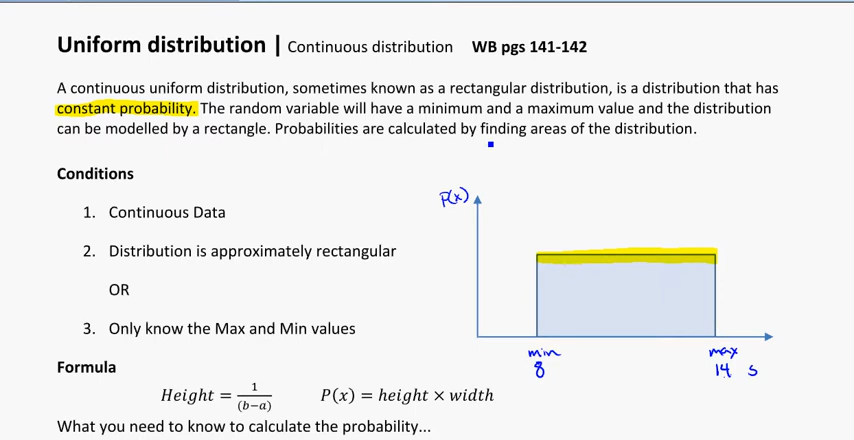 Uniform distribution | Continuous distribution WB pgs 141-142
A continuous uniform distribution, sometimes known as a rectangular distribution, is a distribution that has
constant probability. The random variable will have a minimum and a maximum value and the distribution
can be modelled by a rectangle. Probabilities are calculated by finding areas of the distribution.
Conditions
1. Continuous Data
2. Distribution is approximately rectangular
OR
3. Only know the Max and Min values
P(x)
min max
8 14 s
Formula
Height = 1/(b−a) P(x) = height × width
What you need to know to calculate the probability...